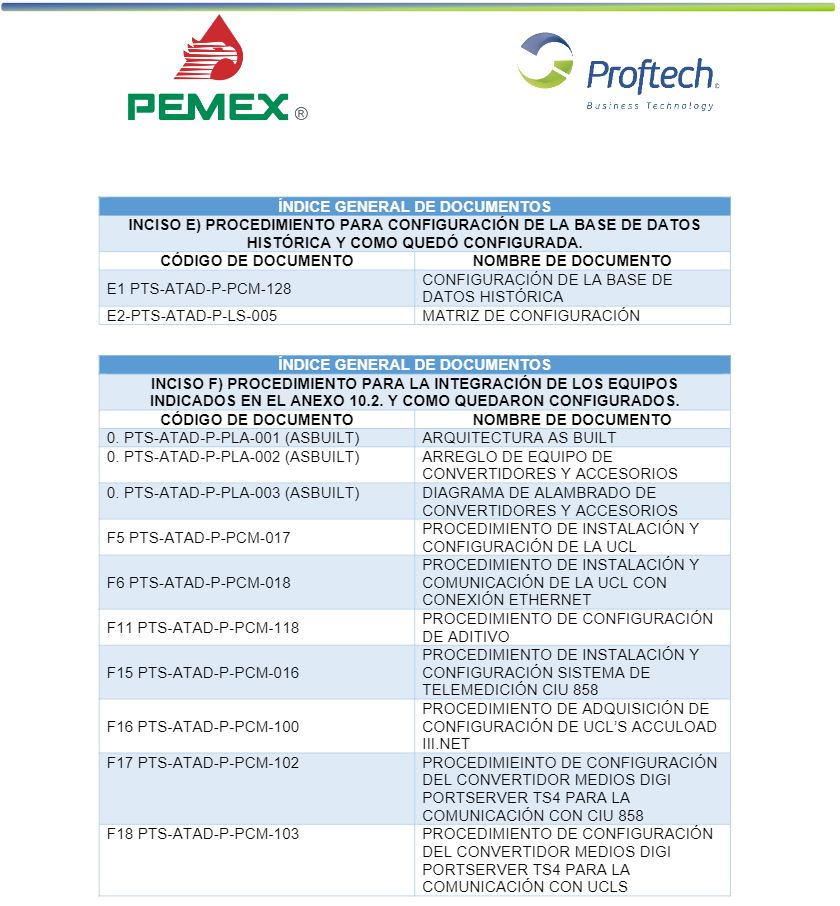 PEMEX ®
Proftech ©
Business Technology
ÍNDICE GENERAL DE DOCUMENTOS
INCISO E) PROCEDIMIENTO PARA CONFIGURACIÓN DE LA BASE DE DATOS
HISTÓRICA Y COMO QUEDÓ CONFIGURADA.
CÓDIGO DE DOCUMENTO NOMBRE DE DOCUMENTO
E1 PTS-ATAD-P-PCM-128 CONFIGURACIÓN DE LA BASE DE
DATOS HISTÓRICA
E2-PTS-ATAD-P-LS-005 MATRIZ DE CONFIGURACIÓN
ÍNDICE GENERAL DE DOCUMENTOS
INCISO F) PROCEDIMIENTO PARA LA INTEGRACIÓN DE LOS EQUIPOS
INDICADOS EN EL ANEXO 10.2. Y COMO QUEDARON CONFIGURADOS.
CÓDIGO DE DOCUMENTO NOMBRE DE DOCUMENTO
0. PTS-ATAD-P-PLA-001 (ASBUILT) ARQUITECTURA AS BUILT
0. PTS-ATAD-P-PLA-002 (ASBUILT) ARREGLO DE EQUIPO DE
CONVERTIDORES Y ACCESORIOS
0. PTS-ATAD-P-PLA-003 (ASBUILT) DIAGRAMA DE ALAMBRADO DE
CONVERTIDORES Y ACCESORIOS
F5 PTS-ATAD-P-PCM-017 PROCEDIMIENTO DE INSTALACIÓN Y
CONFIGURACIÓN DE LA UCL
F6 PTS-ATAD-P-PCM-018 PROCEDIMIENTO DE INSTALACIÓN Y
COMUNICACIÓN DE LA UCL CON
CONEXIÓN ETHERNET
F11 PTS-ATAD-P-PCM-118 PROCEDIMIENTO DE CONFIGURACIÓN
DE ADITIVO
F15 PTS-ATAD-P-PCM-016 PROCEDIMIENTO DE INSTALACIÓN Y
CONFIGURACIÓN SISTEMA DE
TELEMEDICIÓN CIU 858
F16 PTS-ATAD-P-PCM-100 PROCEDIMIENTO DE ADQUISICIÓN DE
CONFIGURACIÓN DE UCL’S ACCULOAD
III.NET
F17 PTS-ATAD-P-PCM-102 PROCEDIMIEINTO DE CONFIGURACIÓN
DEL CONVERTIDOR MEDIOS DIGI
PORTSERVER TS4 PARA LA
COMUNICACIÓN CON CIU 858
F18 PTS-ATAD-P-PCM-103 PROCEDIMIENTO DE CONFIGURACIÓN
DEL CONVERTIDOR MEDIOS DIGI
PORTSERVER TS4 PARA LA
COMUNICACIÓN CON UCLS